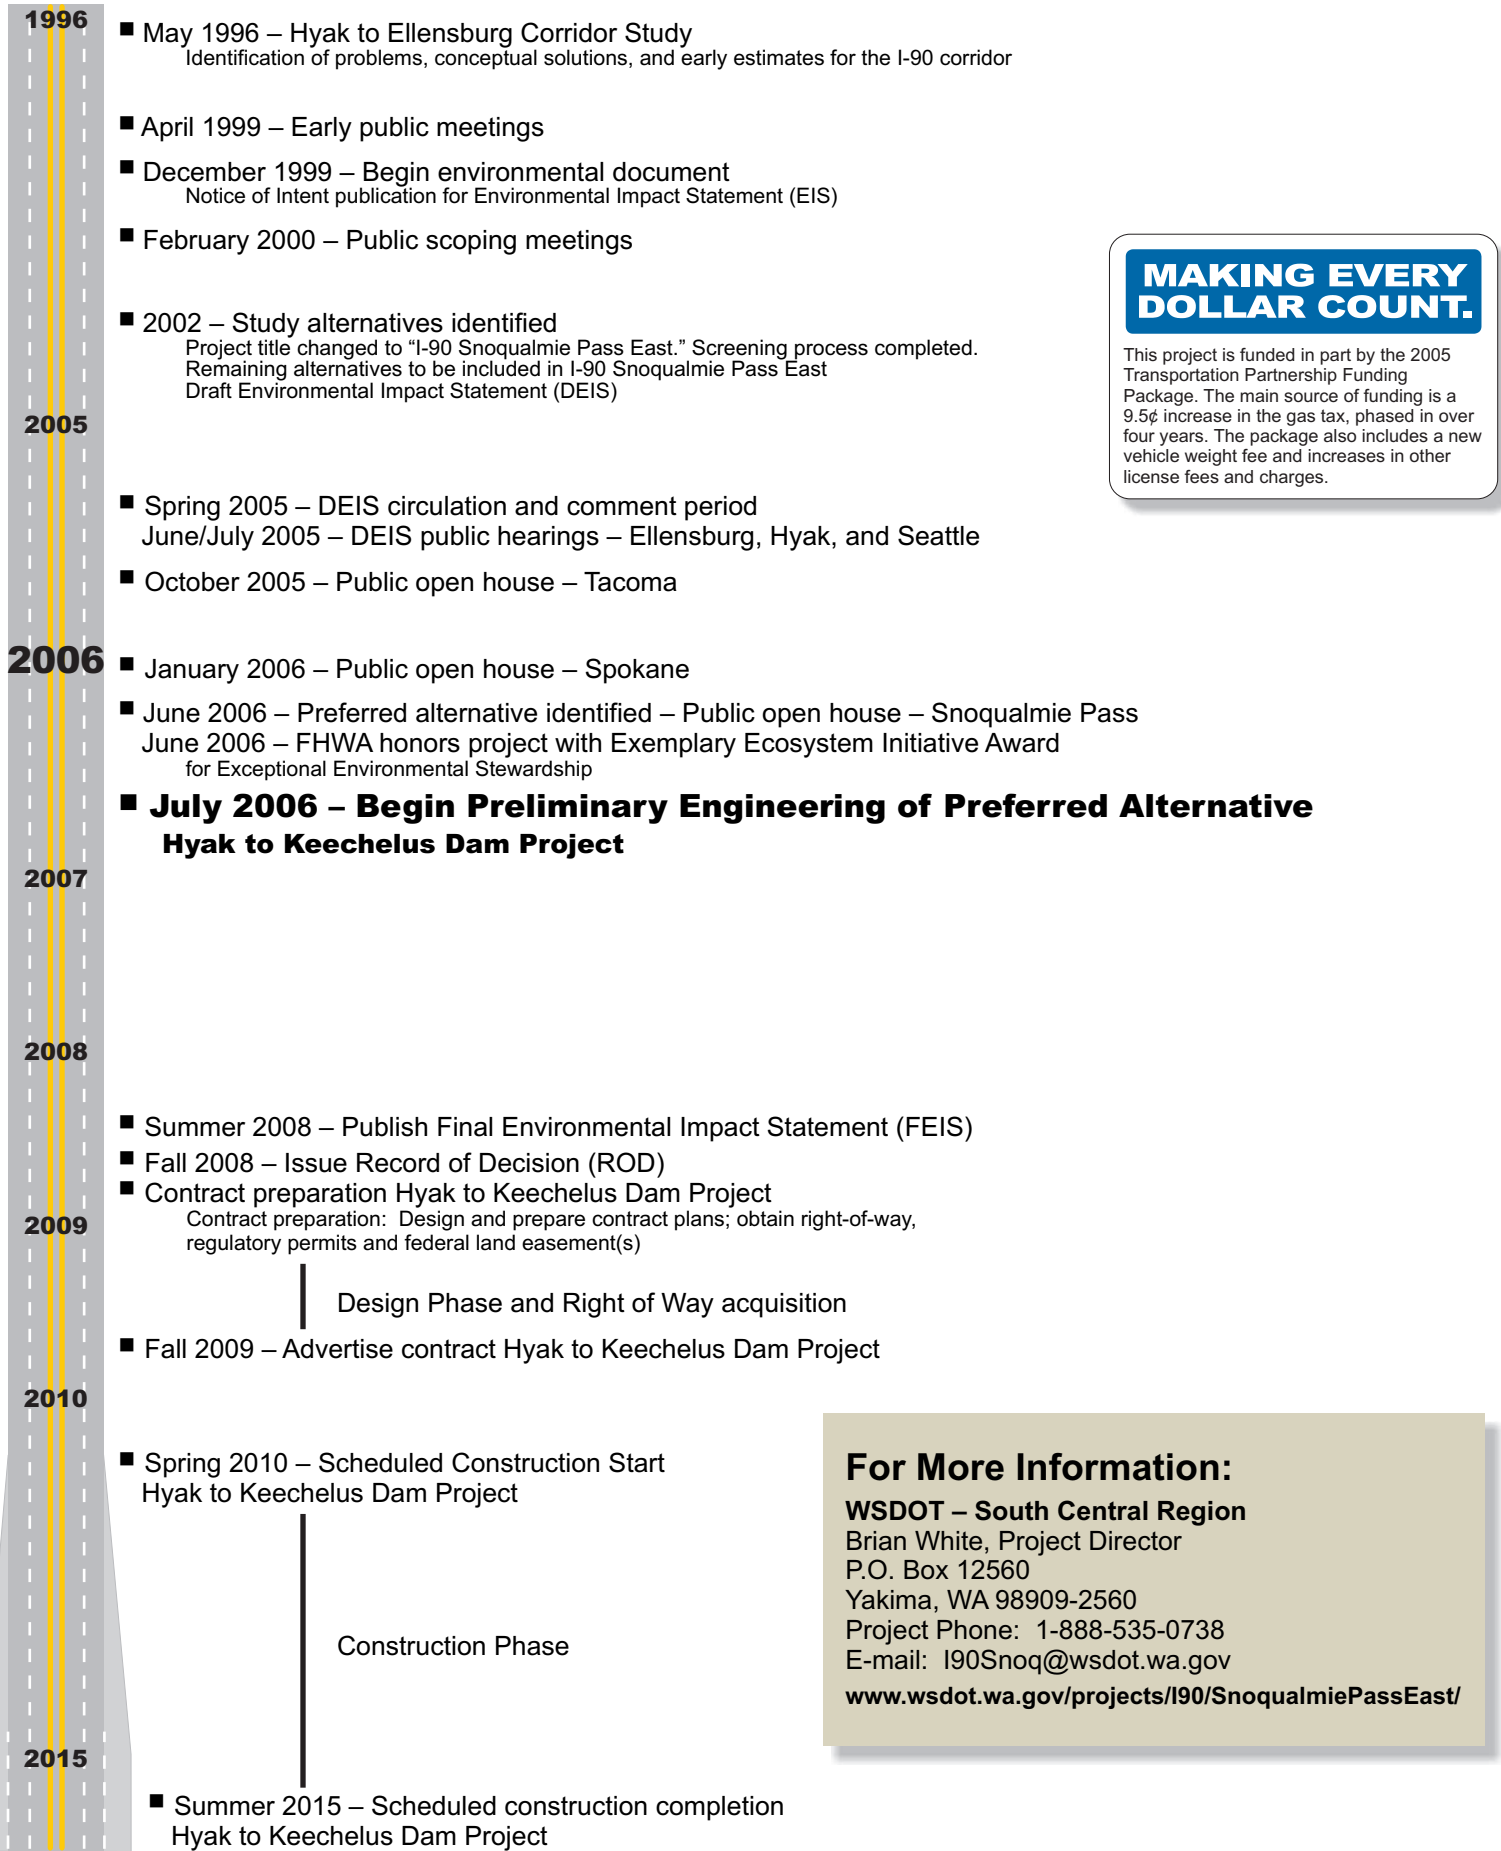 1996
■ May 1996 – Hyak to Ellensburg Corridor Study
Identification of problems, conceptual solutions, and early estimates for the I-90 corridor
■ April 1999 – Early public meetings
■ December 1999 – Begin environmental document
Notice of Intent publication for Environmental Impact Statement (EIS)
■ February 2000 – Public scoping meetings
■ 2002 – Study alternatives identified
Project title changed to “I-90 Snoqualmie Pass East.” Screening process completed.
Remaining alternatives to be included in I-90 Snoqualmie Pass East
Draft Environmental Impact Statement (DEIS)
MAKING EVERY
DOLLAR COUNT.
This project is funded in part by the 2005
Transportation Partnership Funding
Package. The main source of funding is a
9.5¢ increase in the gas tax, phased in over
four years. The package also includes a new
vehicle weight fee and increases in other
license fees and charges.
2005
■ Spring 2005 – DEIS circulation and comment period
June/July 2005 – DEIS public hearings – Ellensburg, Hyak, and Seattle
■ October 2005 – Public open house – Tacoma
2006
■ January 2006 – Public open house – Spokane
■ June 2006 – Preferred alternative identified – Public open house – Snoqualmie Pass
June 2006 – FHWA honors project with Exemplary Ecosystem Initiative Award
for Exceptional Environmental Stewardship
■ July 2006 – Begin Preliminary Engineering of Preferred Alternative
Hyak to Keechelus Dam Project
2007
2008
■ Summer 2008 – Publish Final Environmental Impact Statement (FEIS)
■ Fall 2008 – Issue Record of Decision (ROD)
■ Contract preparation Hyak to Keechelus Dam Project
2009
Contract preparation:  Design and prepare contract plans; obtain right-of-way,
regulatory permits and federal land easement(s)
Design Phase and Right of Way acquisition
■ Fall 2009 – Advertise contract Hyak to Keechelus Dam Project
2010
■ Spring 2010 – Scheduled Construction Start
Hyak to Keechelus Dam Project
Construction Phase
For More Information:
WSDOT – South Central Region
Brian White, Project Director
P.O. Box 12560
Yakima, WA 98909-2560
Project Phone:  1-888-535-0738
E-mail:  I90Snoq@wsdot.wa.gov
www.wsdot.wa.gov/projects/I90/SnoqualmiePassEast/
2015
■ Summer 2015 – Scheduled construction completion
Hyak to Keechelus Dam Project